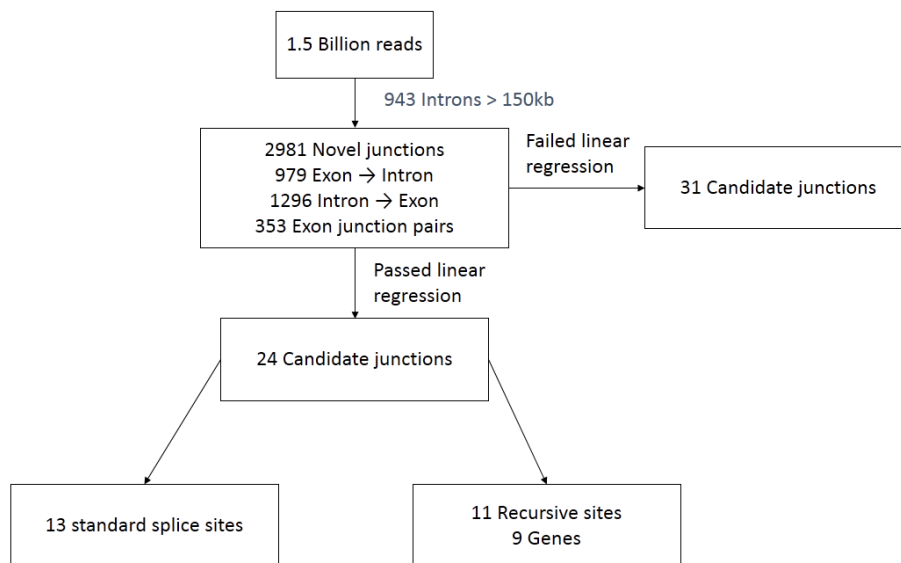 1.5 Billion reads
943 Introns > 150kb
2981 Novel junctions
979 Exon → Intron
1296 Intron → Exon
353 Exon junction pairs
Failed linear
regression
31 Candidate junctions
Passed linear
regression
24 Candidate junctions
13 standard splice sites
11 Recursive sites
9 Genes